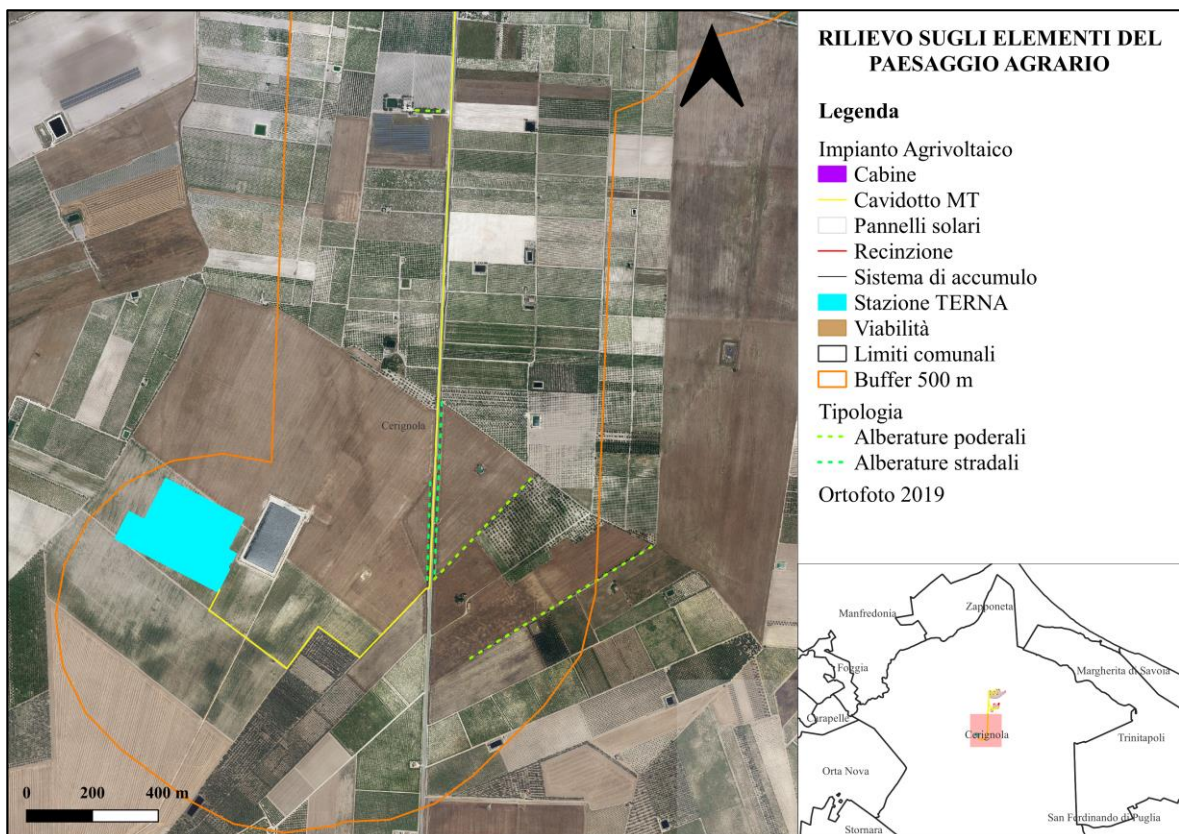 RILIEVO SUGLI ELEMENTI DEL
PAESAGGIO AGRARIO
Legenda
Impianto Agrivoltaico
Cabine
Cavidotto MT
Pannelli solari
Recinzione
Sistema di accumulo
Stazione TERNA
Viabilità
Limiti comunali
Buffer 500 m
Tipologia
Alberature poderali
Alberature stradali
Ortofoto 2019
Cerignola
0 200 400 m
Manfredonia
Zapponeta
Foggia
Margherita di Savoia
Carapelle
Cerignola
Trinitapoli
Orta Nova
San Ferdinando di Puglia
Stornara